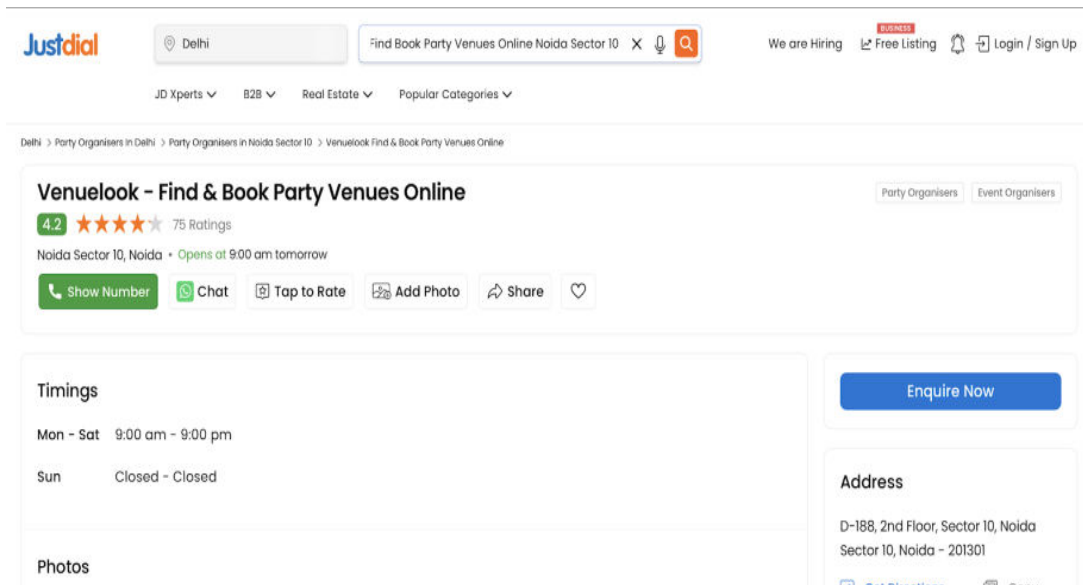 Justdial
Delhi
Find Book Party Venues Online Noida Sector 10
We are Hiring
BUSINESS
Free Listing
Login / Sign Up
JD Xperts
B2B
Real Estate
Popular Categories
Delhi > Party Organisers in Delhi > Party Organisers in Noida Sector 10 > Venuelook Find & Book Party Venues Online
Venuelook - Find & Book Party Venues Online
Party Organisers
Event Organisers
4.2
75 Ratings
Noida Sector 10, Noida • Opens at 9:00 am tomorrow
Show Number
Chat
Tap to Rate
Add Photo
Share
Timings
Mon - Sat 9:00 am - 9:00 pm
Sun Closed - Closed
Photos
Enquire Now
Address
D-188, 2nd Floor, Sector 10, Noida
Sector 10, Noida - 201301